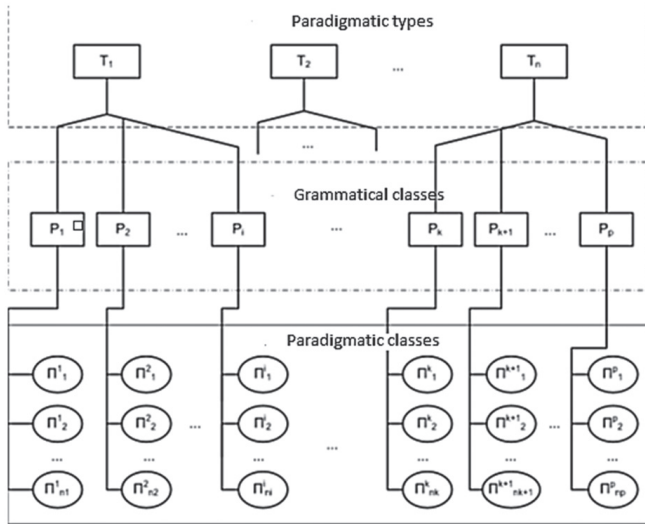 Paradigmatic types
T₁ T₂ ... Tₙ
...
Grammatical classes
P₁ P₂ ... Pᵢ ... Pₖ Pₖ₊₁ ... Pₚ
Paradigmatic classes
П¹₁ П²₁ Пⁱ₁ Пᵏ₁ Пᵏ⁺¹₁ Пᵖ₁
П¹₂ П²₂ ... Пⁱ₂ Пᵏ₂ Пᵏ⁺¹₂ ... Пᵖ₂
... ... ... ... ... ... ...
П¹ₙ₁ П²ₙ₂ Пⁱₙᵢ Пᵏₙₖ Пᵏ⁺¹ₙₖ₊₁ Пᵖₙₚ